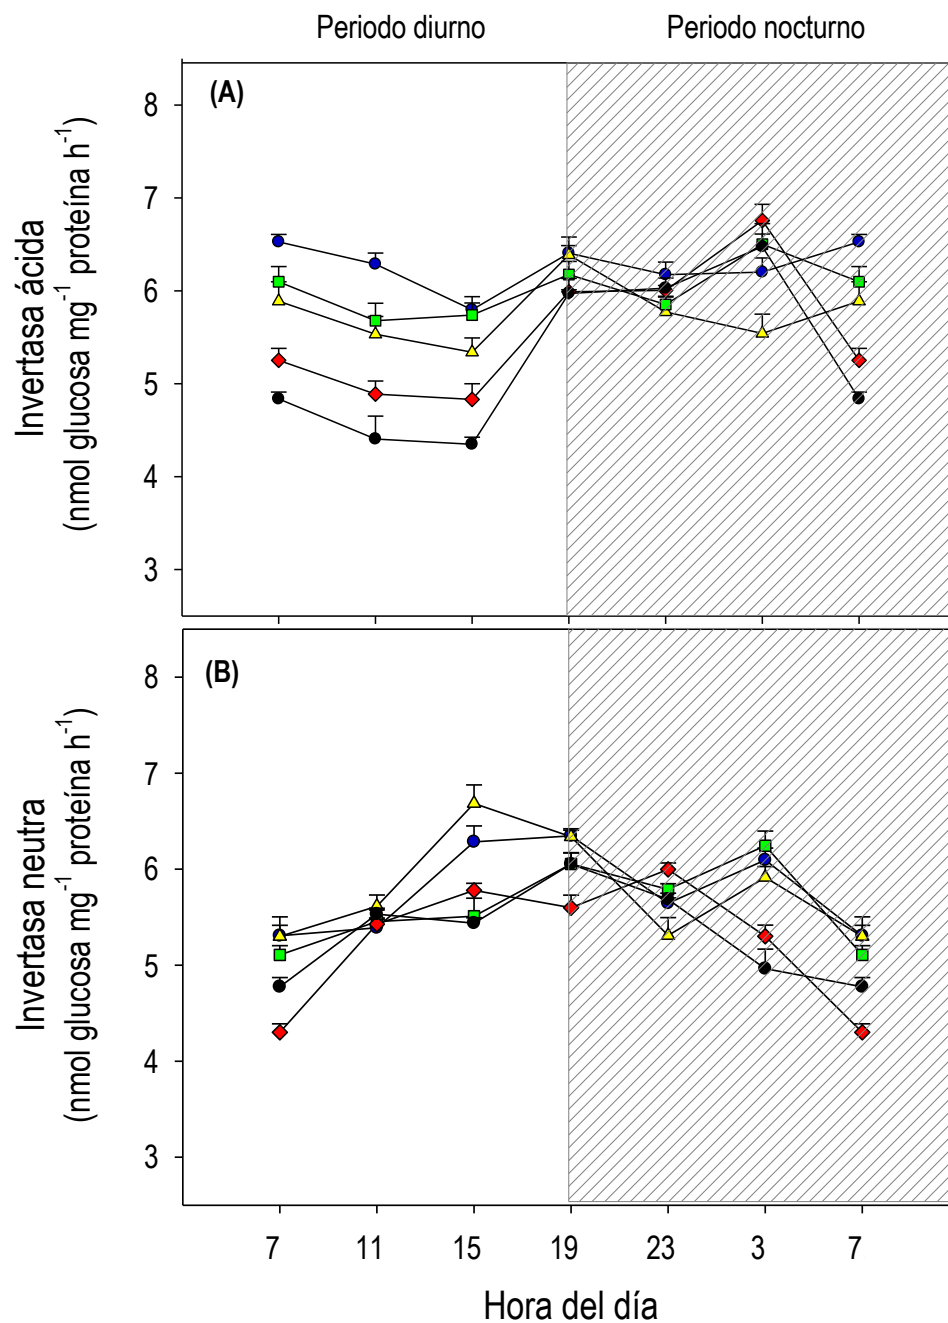 Periodo diurno Periodo nocturno
(A)
8
7
6
5
4
3
Invertasa ácida
(nmol glucosa mg⁻¹ proteína h⁻¹)
(B)
8
7
6
5
4
3
Invertasa neutra
(nmol glucosa mg⁻¹ proteína h⁻¹)
7 11 15 19 23 3 7
Hora del día